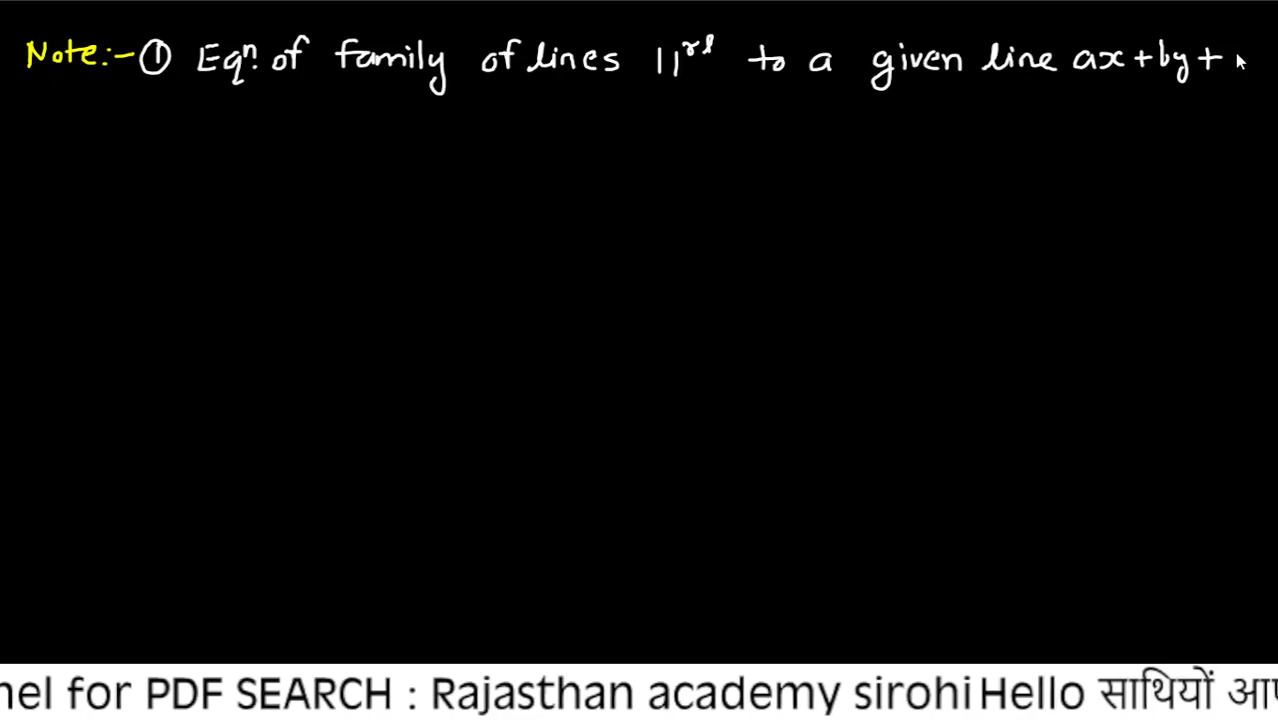 Note:- ① Eqn. of family of lines ||rl to a given line ax+by+
nel for PDF SEARCH : Rajasthan academy sirohi Hello साथियों